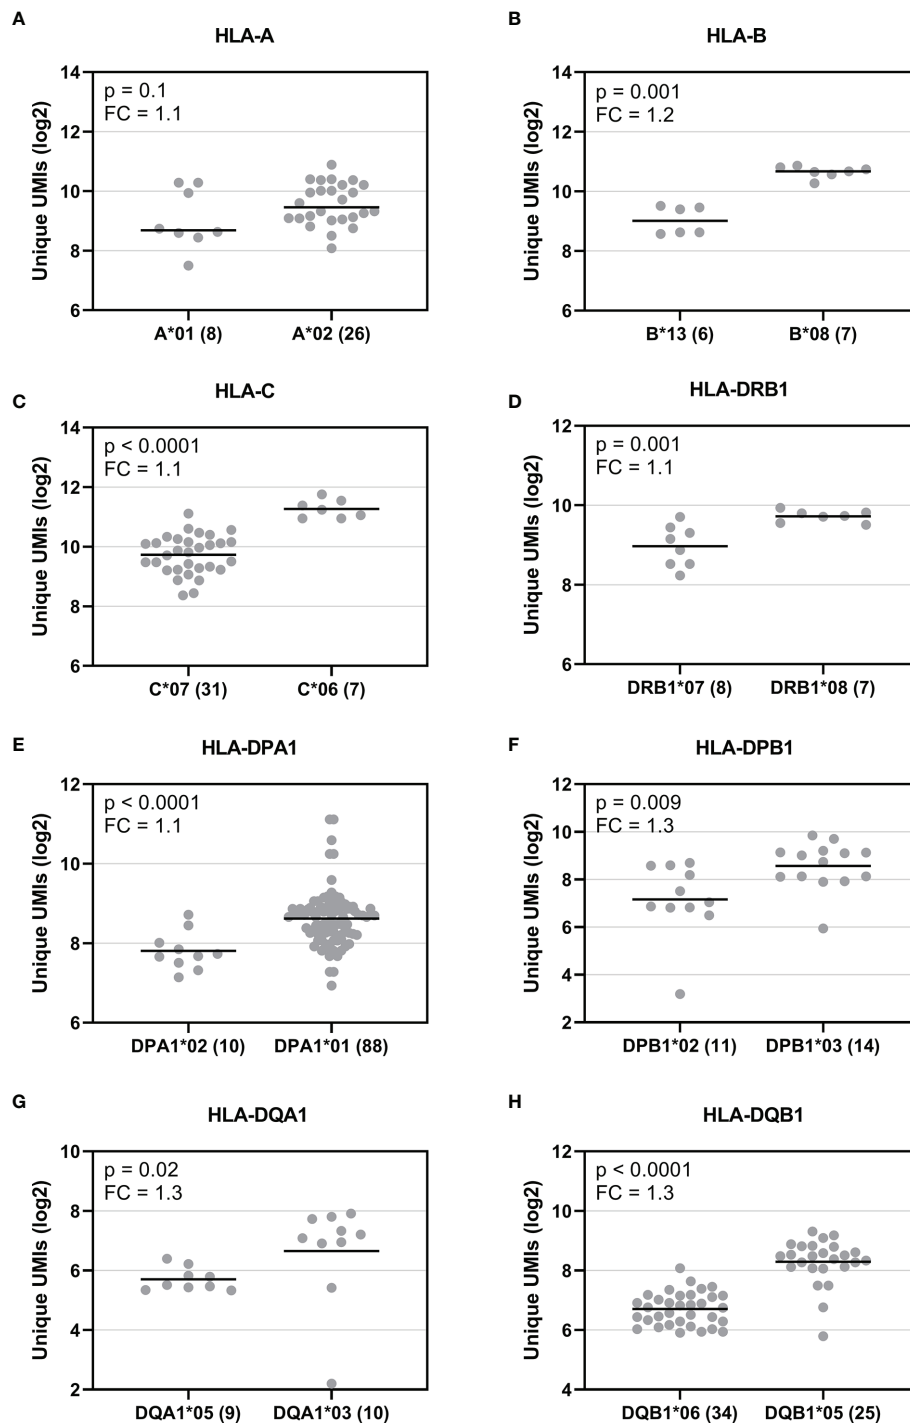 A
HLA-A
Unique UMIs (log2)
14
12
10
8
6
p = 0.1
FC = 1.1
A*01 (8)
A*02 (26)
B
HLA-B
Unique UMIs (log2)
14
12
10
8
6
p = 0.001
FC = 1.2
B*13 (6)
B*08 (7)
C
HLA-C
Unique UMIs (log2)
14
12
10
8
6
p < 0.0001
FC = 1.1
C*07 (31)
C*06 (7)
D
HLA-DRB1
Unique UMIs (log2)
12
10
8
6
p = 0.001
FC = 1.1
DRB1*07 (8)
DRB1*08 (7)
E
HLA-DPA1
Unique UMIs (log2)
12
10
8
6
p < 0.0001
FC = 1.1
DPA1*02 (10)
DPA1*01 (88)
F
HLA-DPB1
Unique UMIs (log2)
12
10
8
6
4
2
p = 0.009
FC = 1.3
DPB1*02 (11)
DPB1*03 (14)
G
HLA-DQA1
Unique UMIs (log2)
10
8
6
4
2
p = 0.02
FC = 1.3
DQA1*05 (9)
DQA1*03 (10)
H
HLA-DQB1
Unique UMIs (log2)
12
10
8
6
4
p < 0.0001
FC = 1.3
DQB1*06 (34)
DQB1*05 (25)